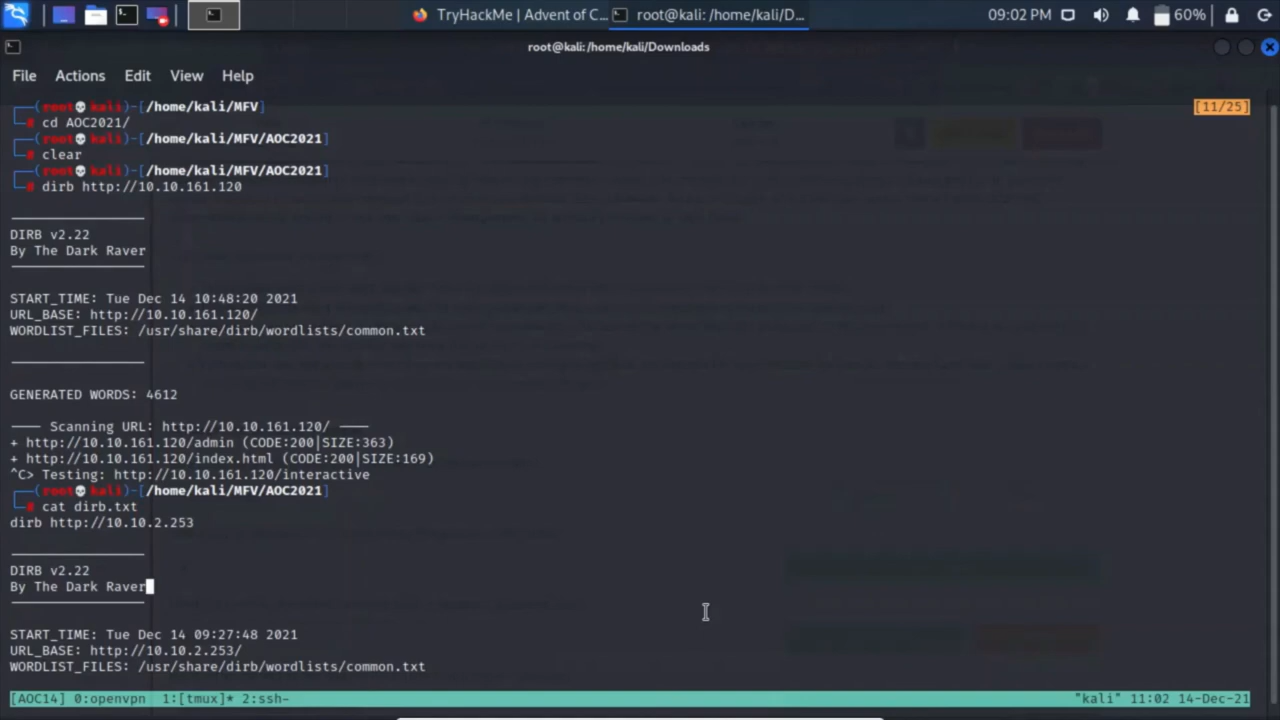 TryHackMe | Advent of C...
root@kali: /home/kali/D...
09:02 PM
60%
root@kali: /home/kali/Downloads
File Actions Edit View Help
[11/25]
(root💀kali)-[/home/kali/MFV]
# cd AOC2021/
(root💀kali)-[/home/kali/MFV/AOC2021]
# clear
(root💀kali)-[/home/kali/MFV/AOC2021]
# dirb http://10.10.161.120
DIRB v2.22
By The Dark Raver
START_TIME: Tue Dec 14 10:48:20 2021
URL_BASE: http://10.10.161.120/
WORDLIST_FILES: /usr/share/dirb/wordlists/common.txt
GENERATED WORDS: 4612
---- Scanning URL: http://10.10.161.120/ ----
+ http://10.10.161.120/admin (CODE:200|SIZE:363)
+ http://10.10.161.120/index.html (CODE:200|SIZE:169)
^C> Testing: http://10.10.161.120/interactive
(root💀kali)-[/home/kali/MFV/AOC2021]
# cat dirb.txt
dirb http://10.10.2.253
DIRB v2.22
By The Dark Raver
START_TIME: Tue Dec 14 09:27:48 2021
URL_BASE: http://10.10.2.253/
WORDLIST_FILES: /usr/share/dirb/wordlists/common.txt
[AOC14] 0:openvpn 1:[tmux]* 2:ssh- "kali" 11:02 14-Dec-21